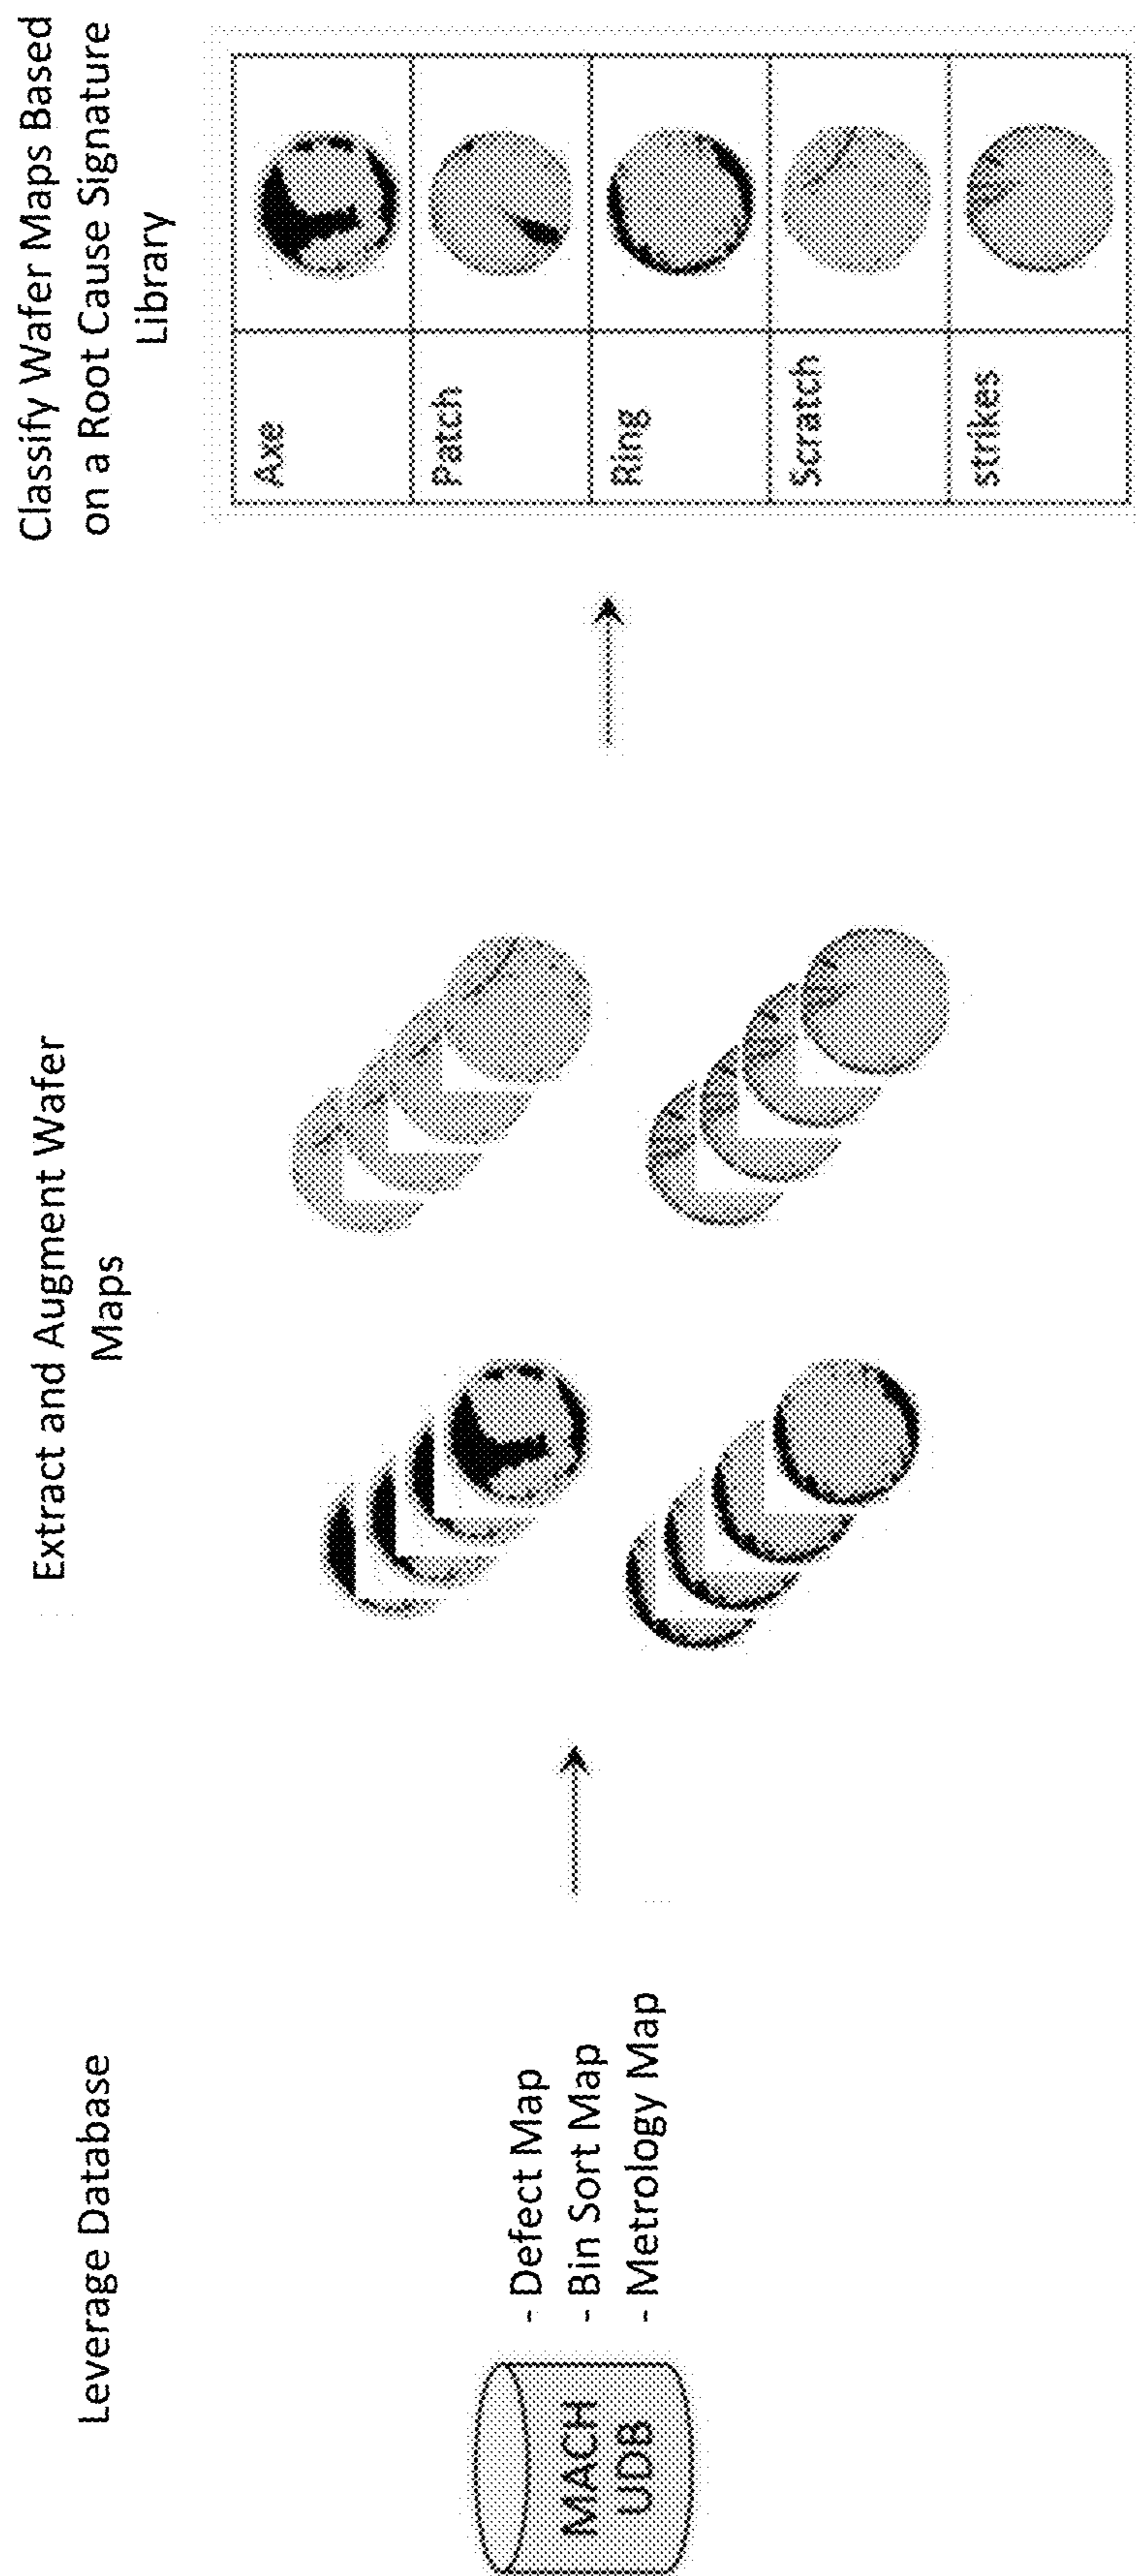 Leverage Database
MACH
UDB
- Defect Map
- Bin Sort Map
- Metrology Map
Extract and Augment Wafer
Maps
Classify Wafer Maps Based
on a Root Cause Signature
Library
Axe
Patch
Ring
Scratch
strikes